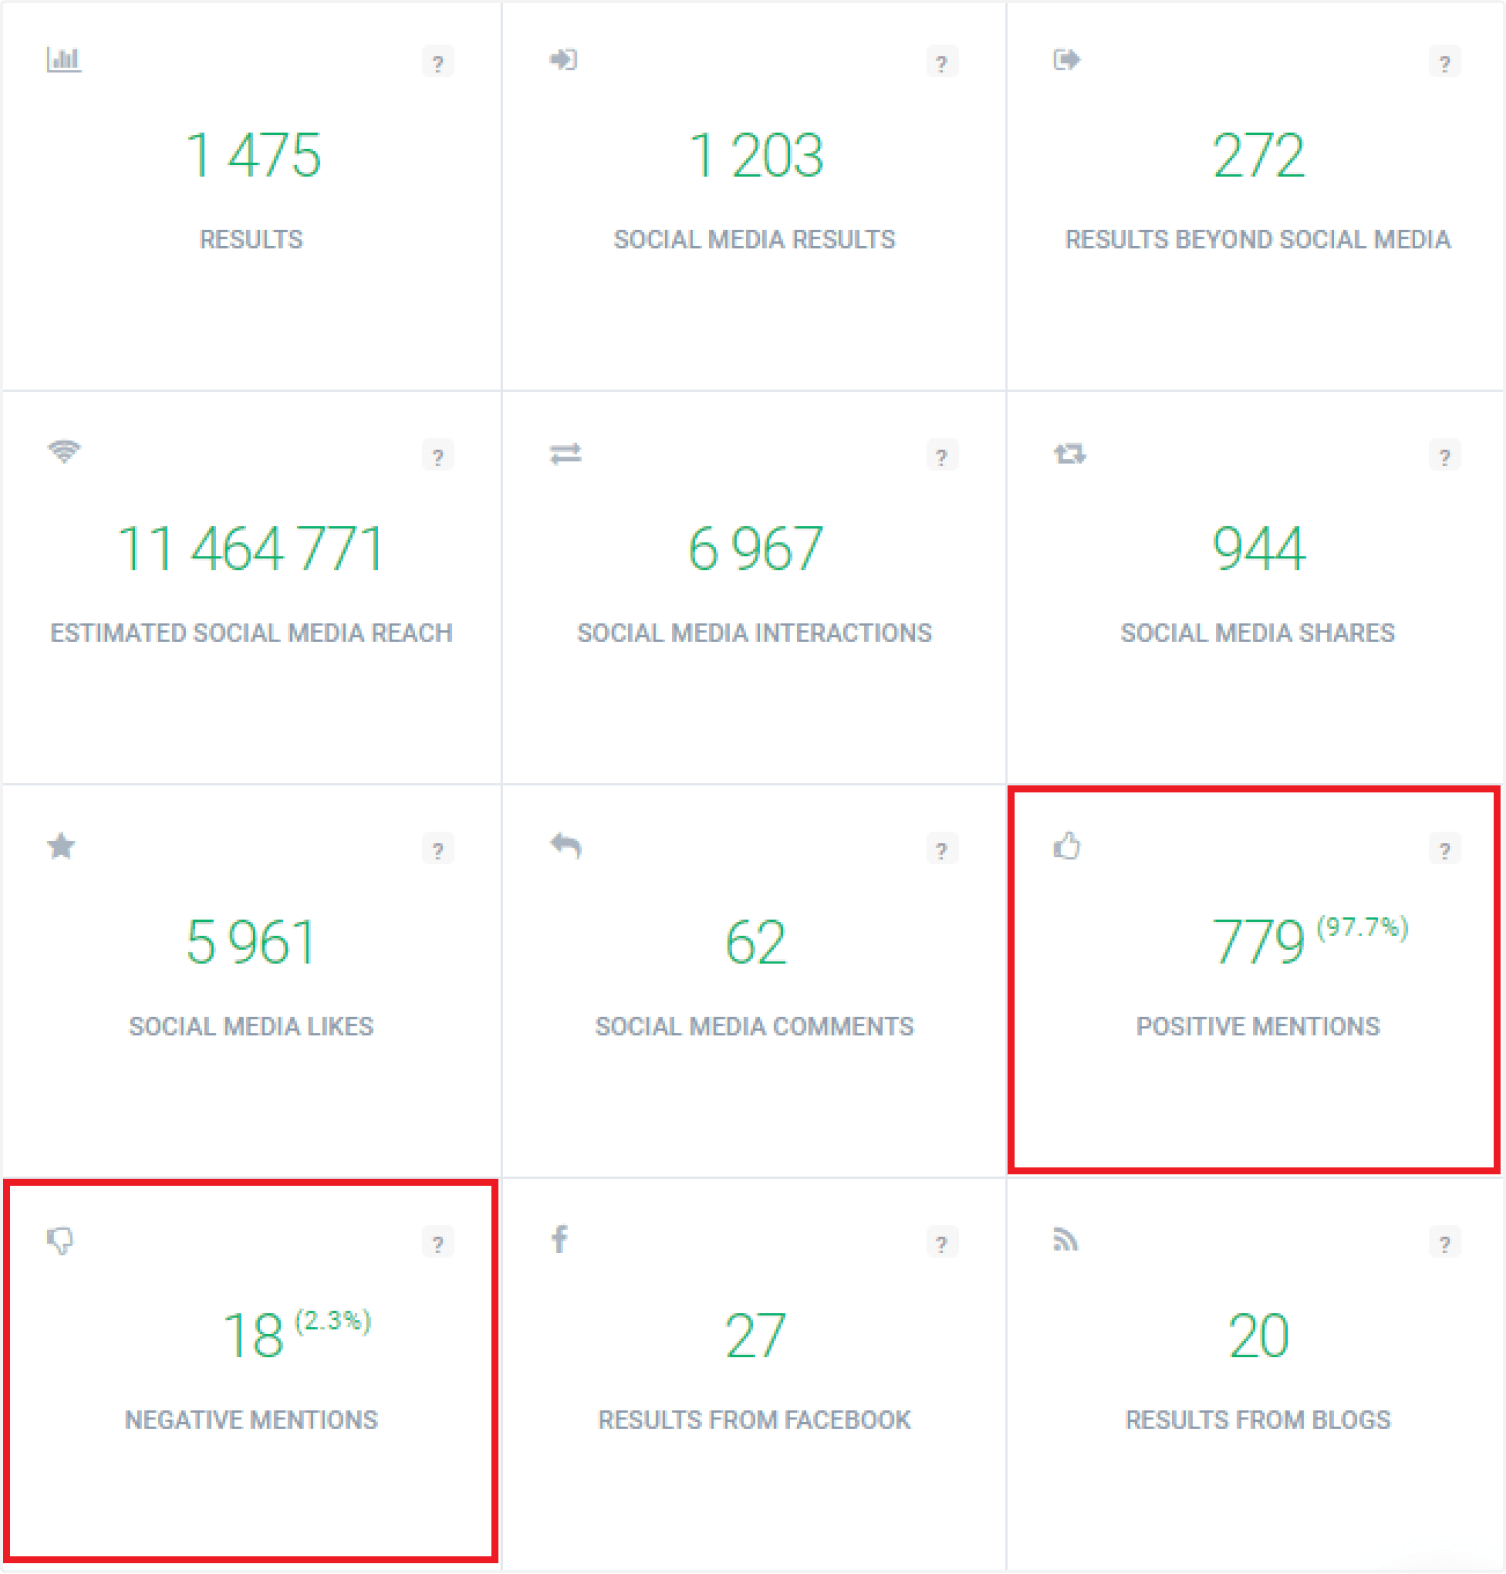 ?
?
?
1 475
1 203
272
RESULTS
SOCIAL MEDIA RESULTS
RESULTS BEYOND SOCIAL MEDIA
?
?
?
11 464 771
6 967
944
ESTIMATED SOCIAL MEDIA REACH
SOCIAL MEDIA INTERACTIONS
SOCIAL MEDIA SHARES
?
?
?
5 961
62
779 (97.7%)
SOCIAL MEDIA LIKES
SOCIAL MEDIA COMMENTS
POSITIVE MENTIONS
?
?
?
18 (2.3%)
27
20
NEGATIVE MENTIONS
RESULTS FROM FACEBOOK
RESULTS FROM BLOGS